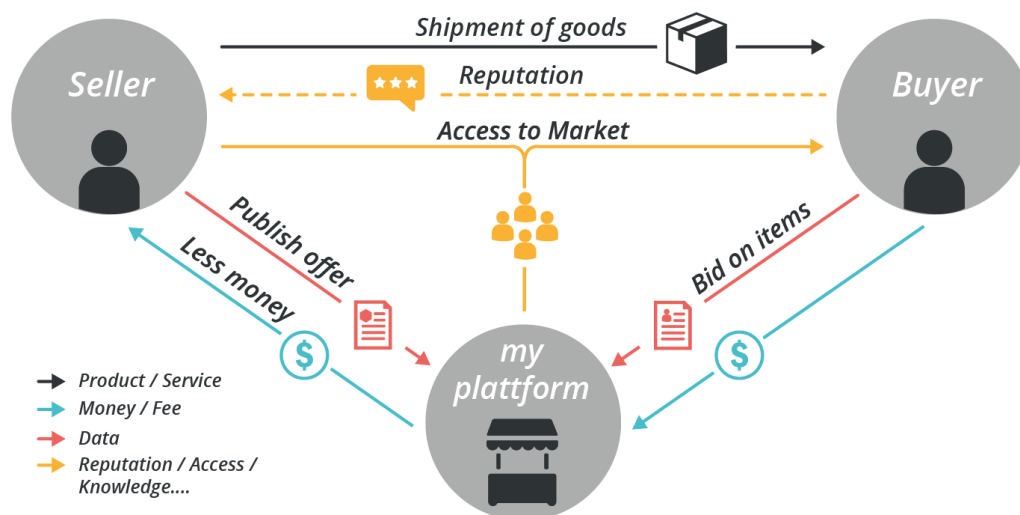 Shipment of goods
Seller
Reputation
Buyer
Access to Market
Publish offer
Less money
Bid on items
$
$
my
plattform
Product / Service
Money / Fee
Data
Reputation / Access /
Knowledge....